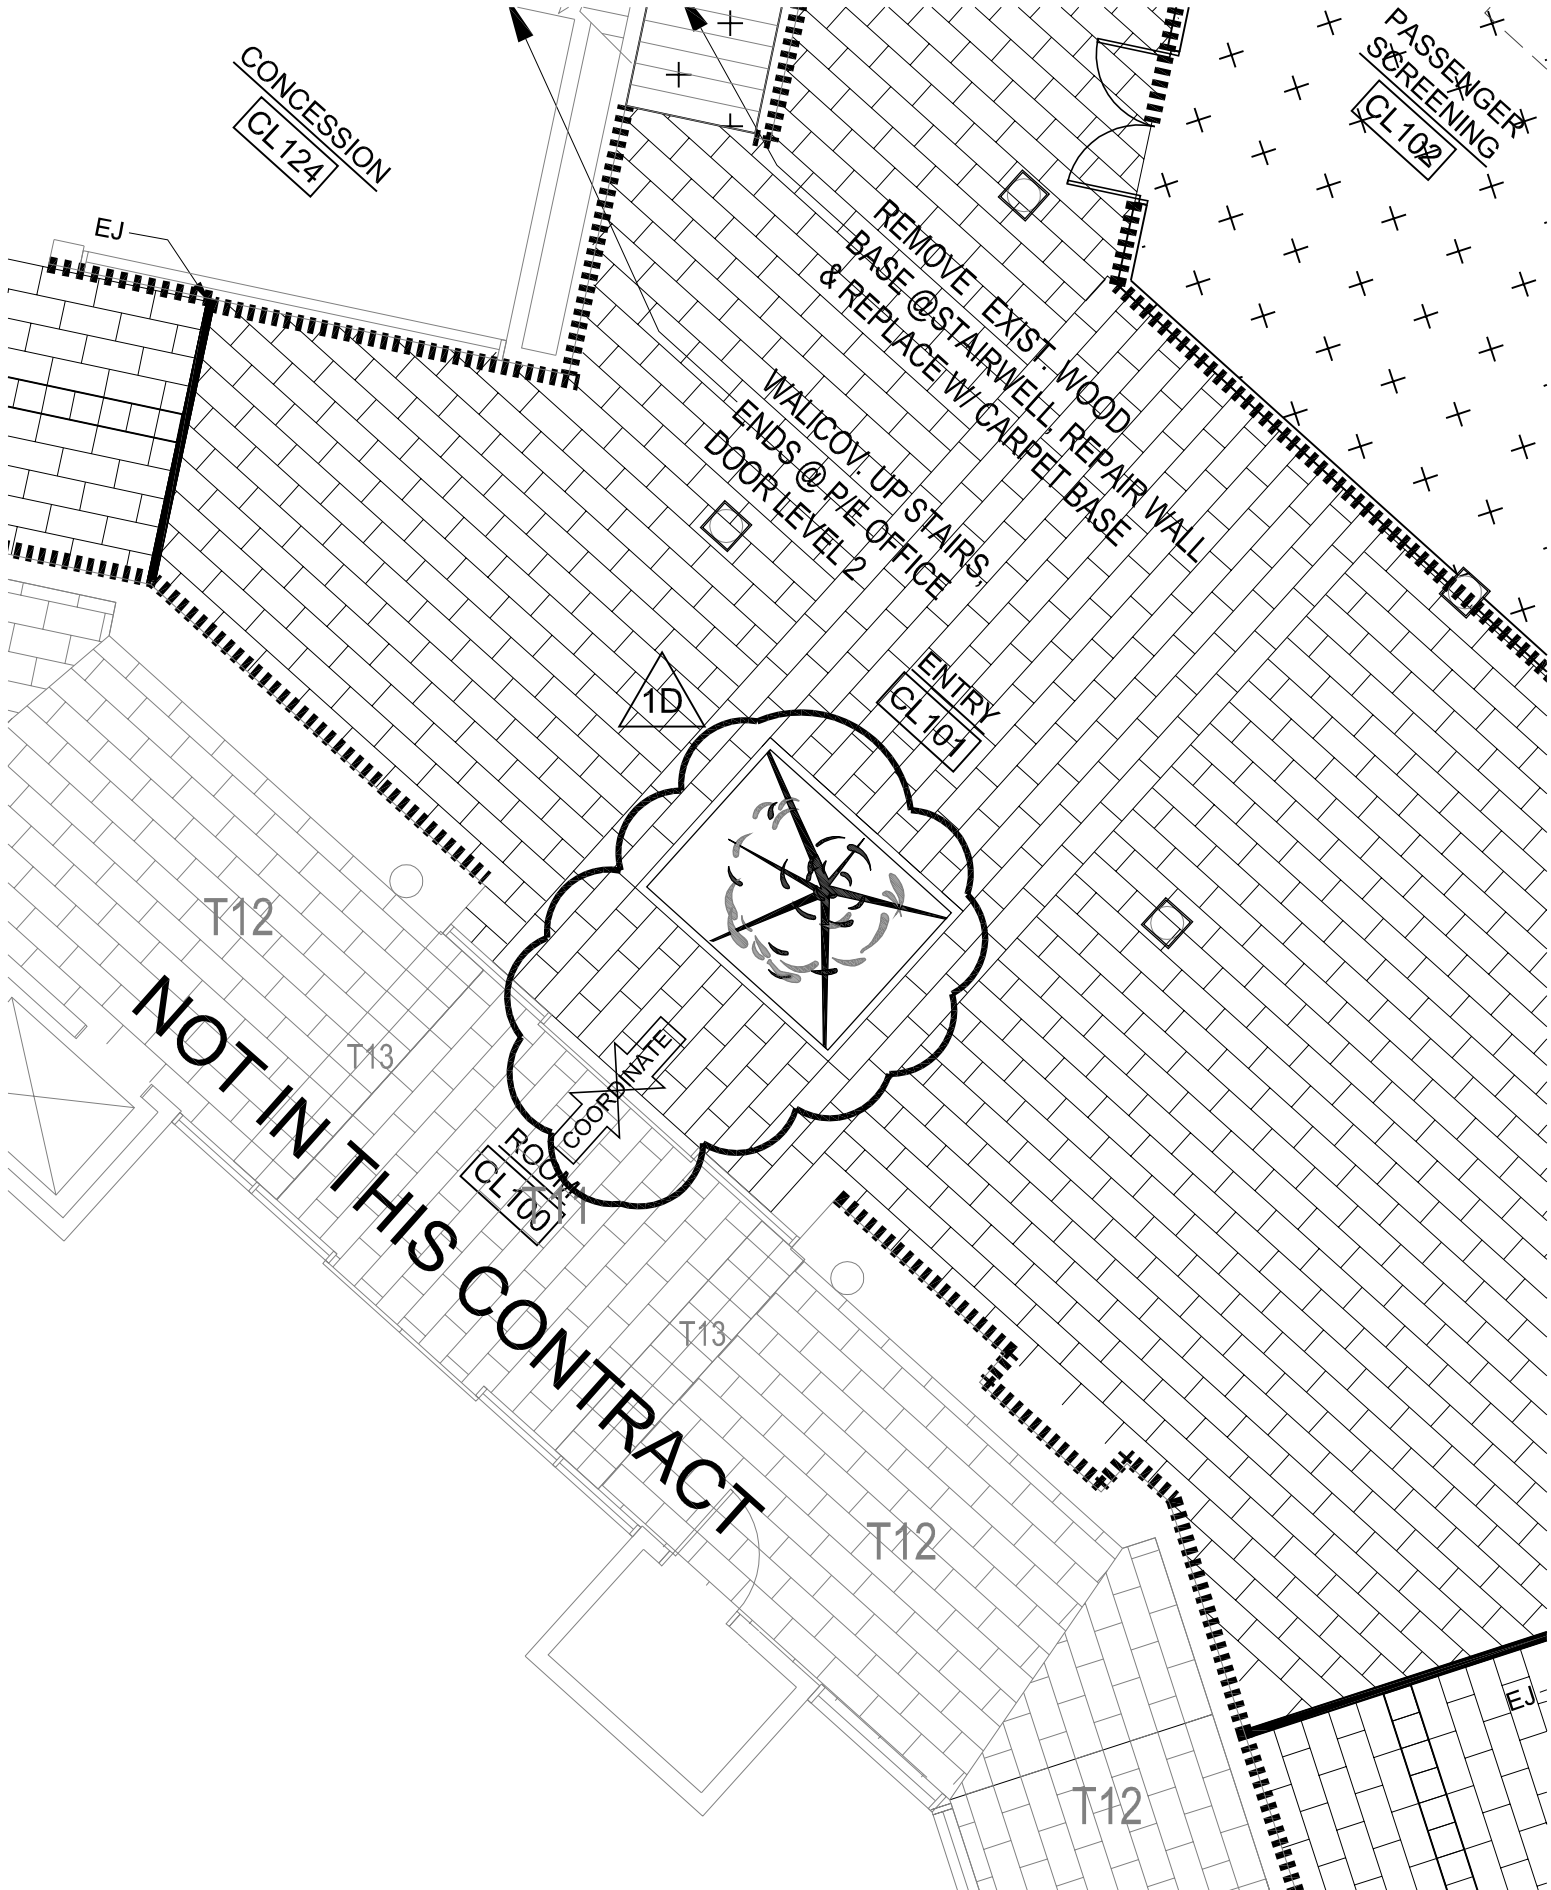 CONCESSION
CL124
PASSENGER
SCREENING
CL102
EJ
REMOVE EXIST. WOOD
BASE @STAIRWELL, REPAIR WALL
& REPLACE W/ CARPET BASE
WALLCOV. UP STAIRS,
ENDS @ P/E OFFICE
DOOR LEVEL 2
1D
ENTRY
CL101
T12
NOT IN THIS CONTRACT
T13
COORDINATE
ROOM
CL100
T11
T13
T12
EJ
T12